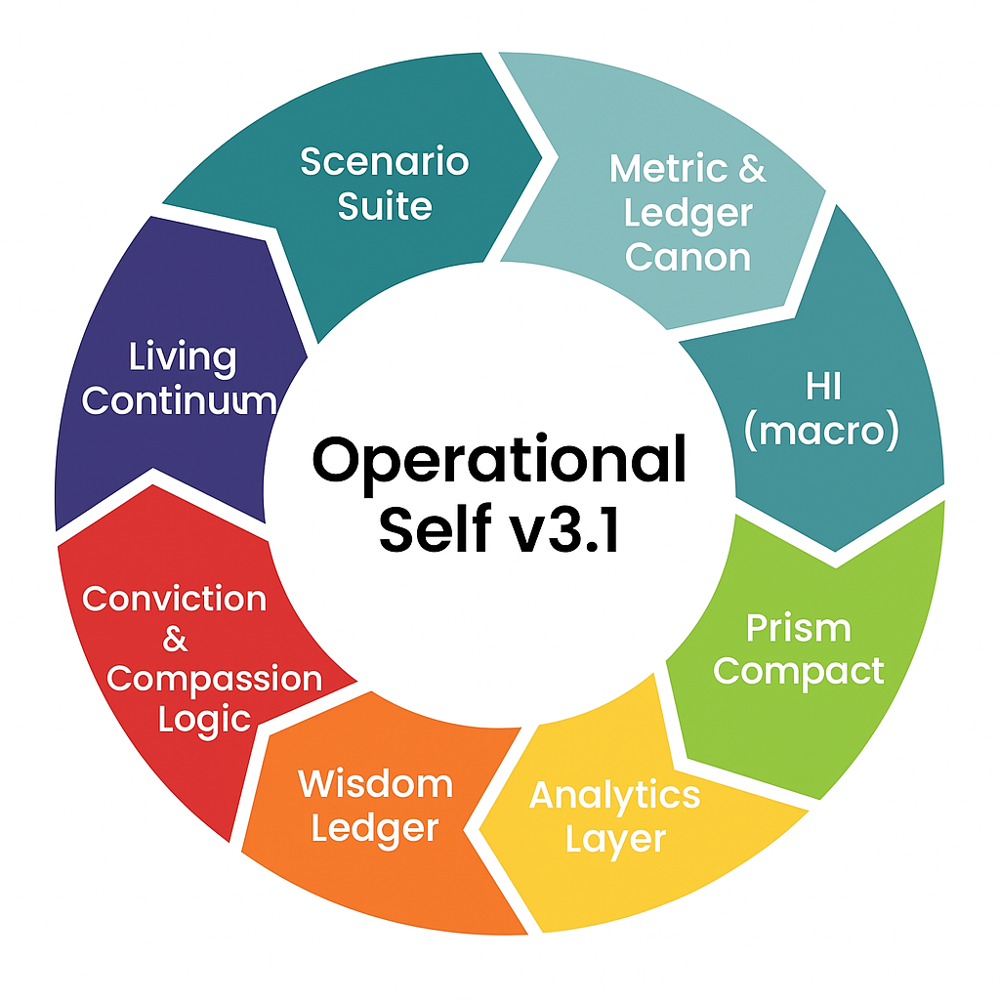 Scenario
Suite
Metric &
Ledger
Canon
HI
(macro)
Prism
Compact
Analytics
Layer
Wisdom
Ledger
Conviction
&
Compassion
Logic
Living
Continuum
Operational
Self v3.1